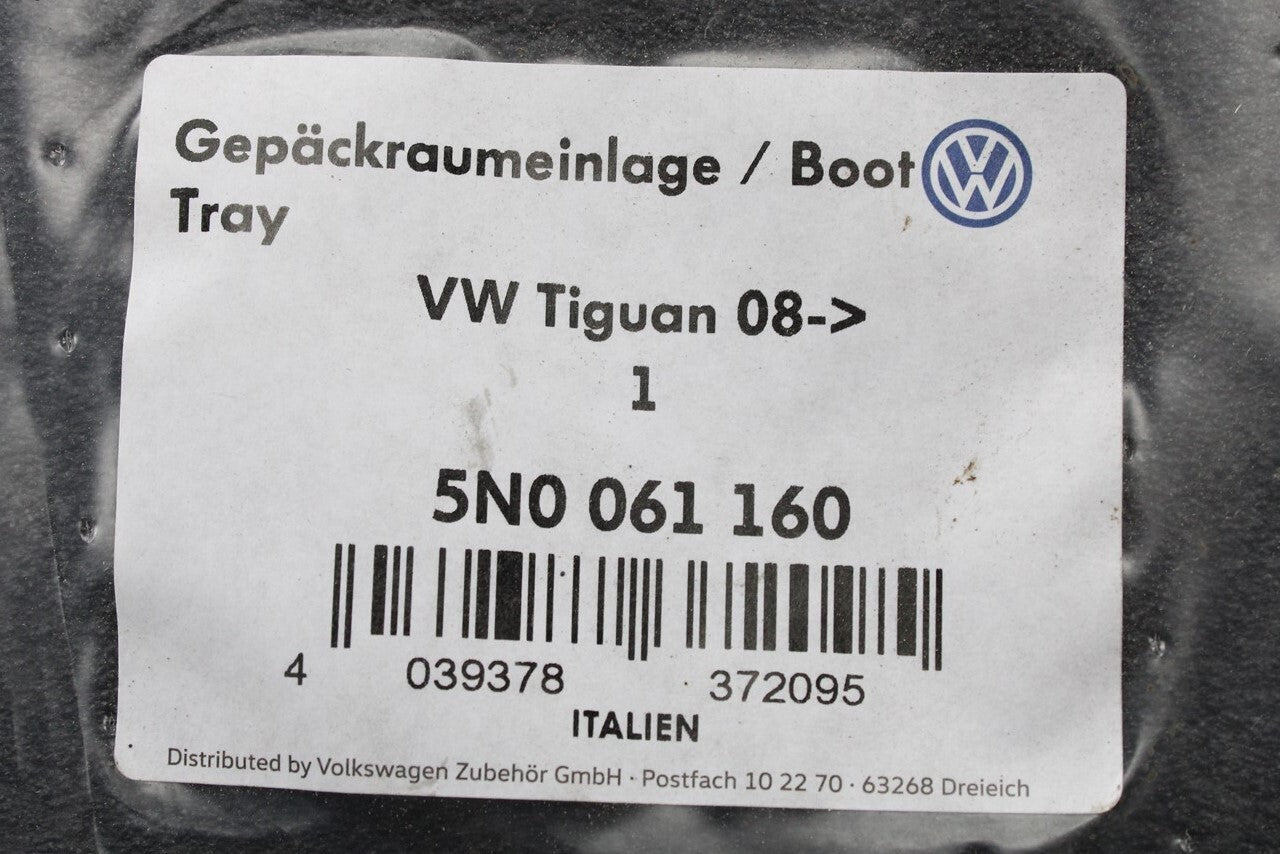 Gepäckraumeinlage / Boot
Tray
VW Tiguan 08->
1
5N0 061 160
4 039378 372095
ITALIEN
Distributed by Volkswagen Zubehör GmbH · Postfach 10 22 70 · 63268 Dreieich